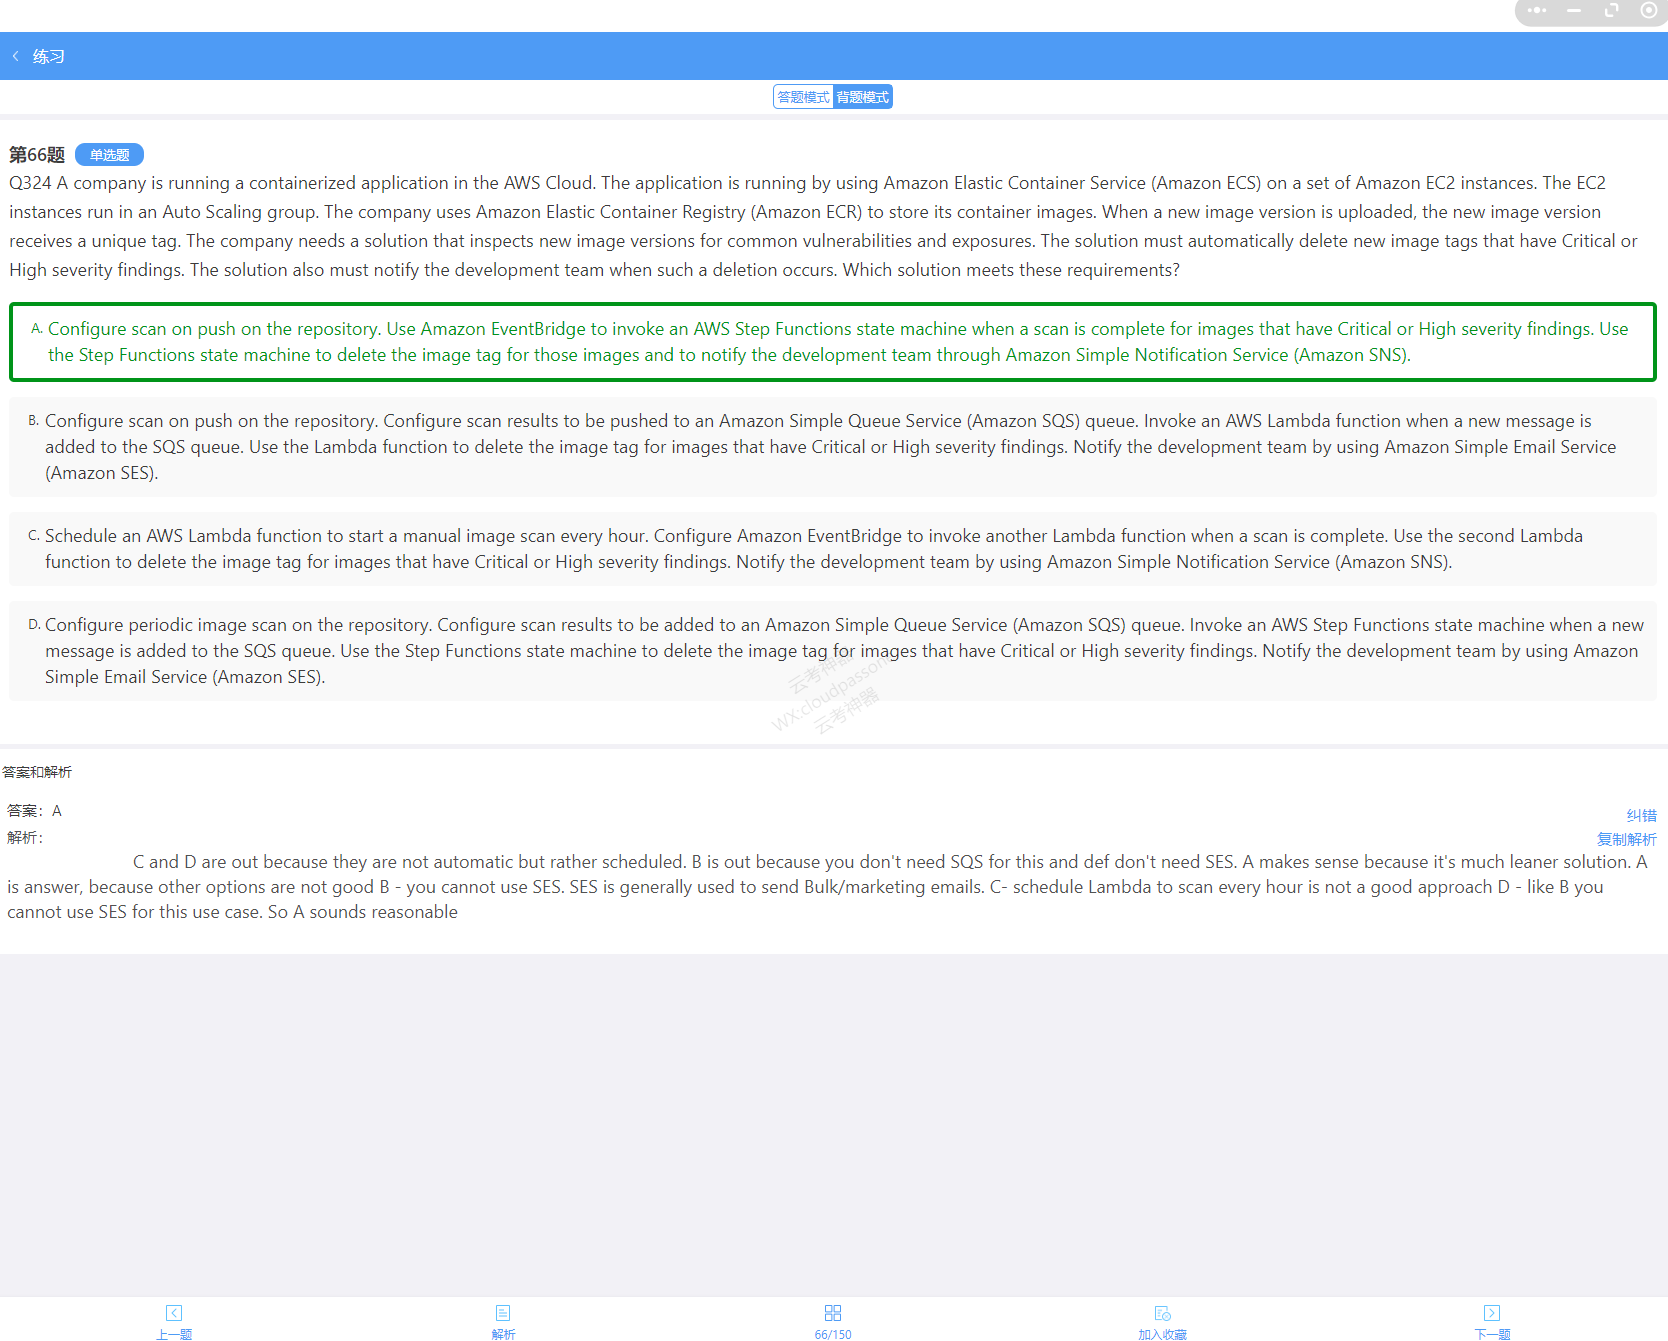 练习
答题模式 背题模式
第66题 单选题
Q324 A company is running a containerized application in the AWS Cloud. The application is running by using Amazon Elastic Container Service (Amazon ECS) on a set of Amazon EC2 instances. The EC2
instances run in an Auto Scaling group. The company uses Amazon Elastic Container Registry (Amazon ECR) to store its container images. When a new image version is uploaded, the new image version
receives a unique tag. The company needs a solution that inspects new image versions for common vulnerabilities and exposures. The solution must automatically delete new image tags that have Critical or
High severity findings. The solution also must notify the development team when such a deletion occurs. Which solution meets these requirements?
A. Configure scan on push on the repository. Use Amazon EventBridge to invoke an AWS Step Functions state machine when a scan is complete for images that have Critical or High severity findings. Use
the Step Functions state machine to delete the image tag for those images and to notify the development team through Amazon Simple Notification Service (Amazon SNS).
B. Configure scan on push on the repository. Configure scan results to be pushed to an Amazon Simple Queue Service (Amazon SQS) queue. Invoke an AWS Lambda function when a new message is
added to the SQS queue. Use the Lambda function to delete the image tag for images that have Critical or High severity findings. Notify the development team by using Amazon Simple Email Service
(Amazon SES).
C. Schedule an AWS Lambda function to start a manual image scan every hour. Configure Amazon EventBridge to invoke another Lambda function when a scan is complete. Use the second Lambda
function to delete the image tag for images that have Critical or High severity findings. Notify the development team by using Amazon Simple Notification Service (Amazon SNS).
D. Configure periodic image scan on the repository. Configure scan results to be added to an Amazon Simple Queue Service (Amazon SQS) queue. Invoke an AWS Step Functions state machine when a new
message is added to the SQS queue. Use the Step Functions state machine to delete the image tag for images that have Critical or High severity findings. Notify the development team by using Amazon
Simple Email Service (Amazon SES).
云考神器
云考神器
答案和解析
答案：A
纠错
解析：
复制解析
C and D are out because they are not automatic but rather scheduled. B is out because you don't need SQS for this and def don't need SES. A makes sense because it's much leaner solution. A
is answer, because other options are not good B - you cannot use SES. SES is generally used to send Bulk/marketing emails. C- schedule Lambda to scan every hour is not a good approach D - like B you
cannot use SES for this use case. So A sounds reasonable
上一题 解析 66/150 加入收藏 下一题